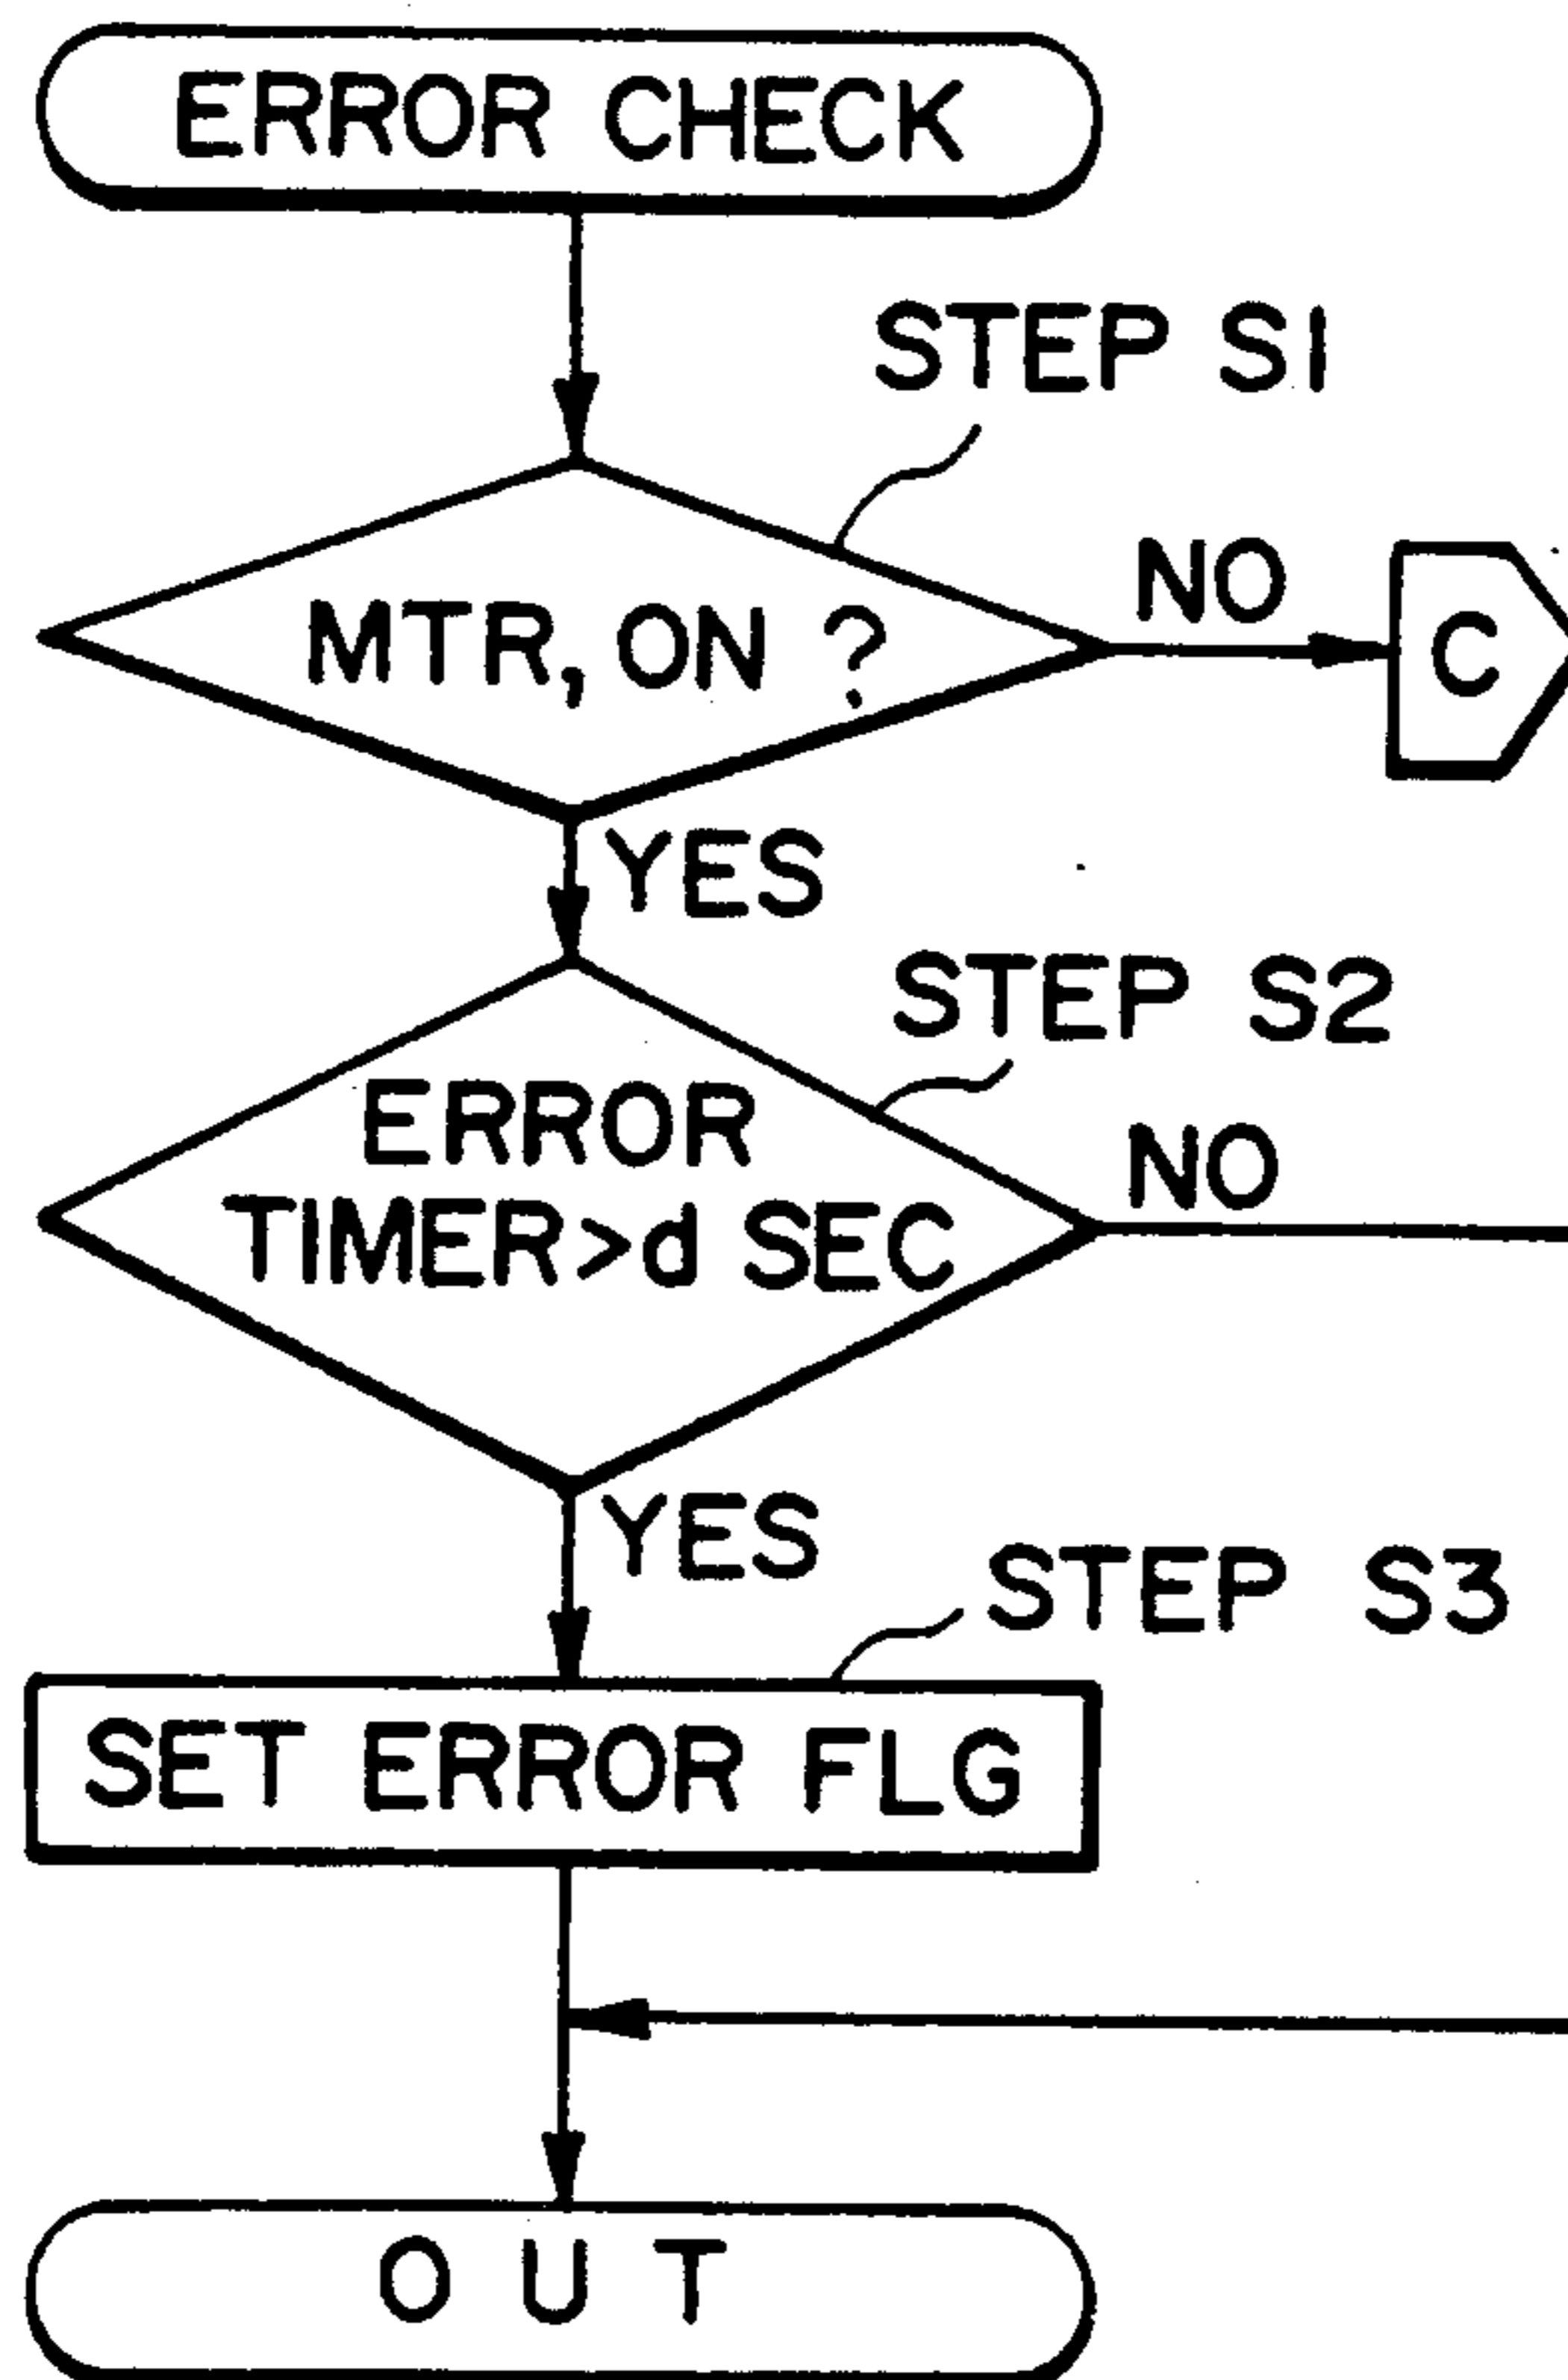 ERROR CHECK
STEP S1
MTR, ON ?
NO
C
YES
STEP S2
ERROR
TIMER>d SEC
NO
YES
STEP S3
SET ERROR FLG
OUT